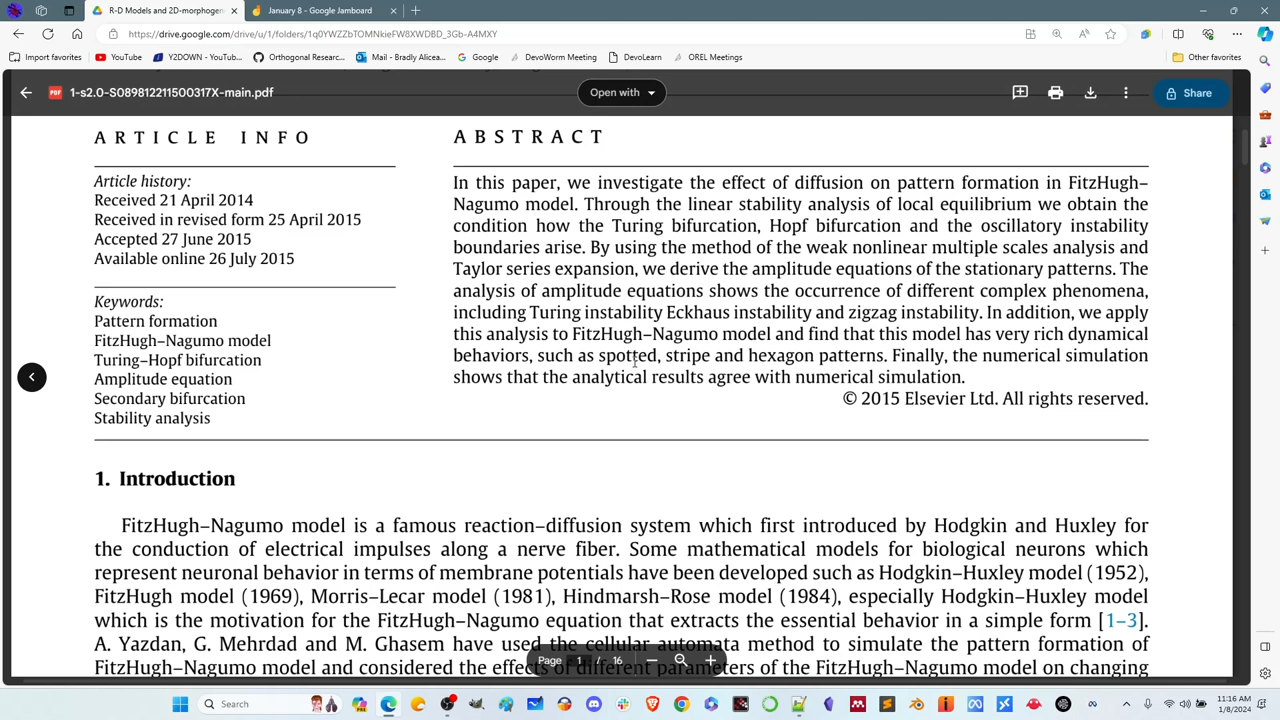 R-D Models and 2D-morphogen
January 8 - Google Jamboard
https://drive.google.com/drive/u/1/folders/1q0YWZZbTOMNkieFW8XWDBD_3Gb-A4MXY
Import favorites
YouTube
Y2DOWN - YouTub...
Orthogonal Researc...
Mail - Bradly Alicea...
Google
DevoWorm Meeting
DevoLearn
OREL Meetings
Other favorites
1-s2.0-S089812211500317X-main.pdf
Open with
Share
ARTICLE INFO
Article history:
Received 21 April 2014
Received in revised form 25 April 2015
Accepted 27 June 2015
Available online 26 July 2015
Keywords:
Pattern formation
FitzHugh–Nagumo model
Turing–Hopf bifurcation
Amplitude equation
Secondary bifurcation
Stability analysis
ABSTRACT
In this paper, we investigate the effect of diffusion on pattern formation in FitzHugh–
Nagumo model. Through the linear stability analysis of local equilibrium we obtain the
condition how the Turing bifurcation, Hopf bifurcation and the oscillatory instability
boundaries arise. By using the method of the weak nonlinear multiple scales analysis and
Taylor series expansion, we derive the amplitude equations of the stationary patterns. The
analysis of amplitude equations shows the occurrence of different complex phenomena,
including Turing instability Eckhaus instability and zigzag instability. In addition, we apply
this analysis to FitzHugh–Nagumo model and find that this model has very rich dynamical
behaviors, such as spotted, stripe and hexagon patterns. Finally, the numerical simulation
shows that the analytical results agree with numerical simulation.
© 2015 Elsevier Ltd. All rights reserved.
1. Introduction
FitzHugh–Nagumo model is a famous reaction–diffusion system which first introduced by Hodgkin and Huxley for
the conduction of electrical impulses along a nerve fiber. Some mathematical models for biological neurons which
represent neuronal behavior in terms of membrane potentials have been developed such as Hodgkin–Huxley model (1952),
FitzHugh model (1969), Morris–Lecar model (1981), Hindmarsh–Rose model (1984), especially Hodgkin–Huxley model
which is the motivation for the FitzHugh–Nagumo equation that extracts the essential behavior in a simple form [1–3].
A. Yazdan, G. Mehrdad and M. Ghasem have used the cellular automata method to simulate the pattern formation of
FitzHugh–Nagumo model and considered the effects of different parameters of the FitzHugh–Nagumo model on changing
Page 1 / 16
Search
11:16 AM
1/8/2024